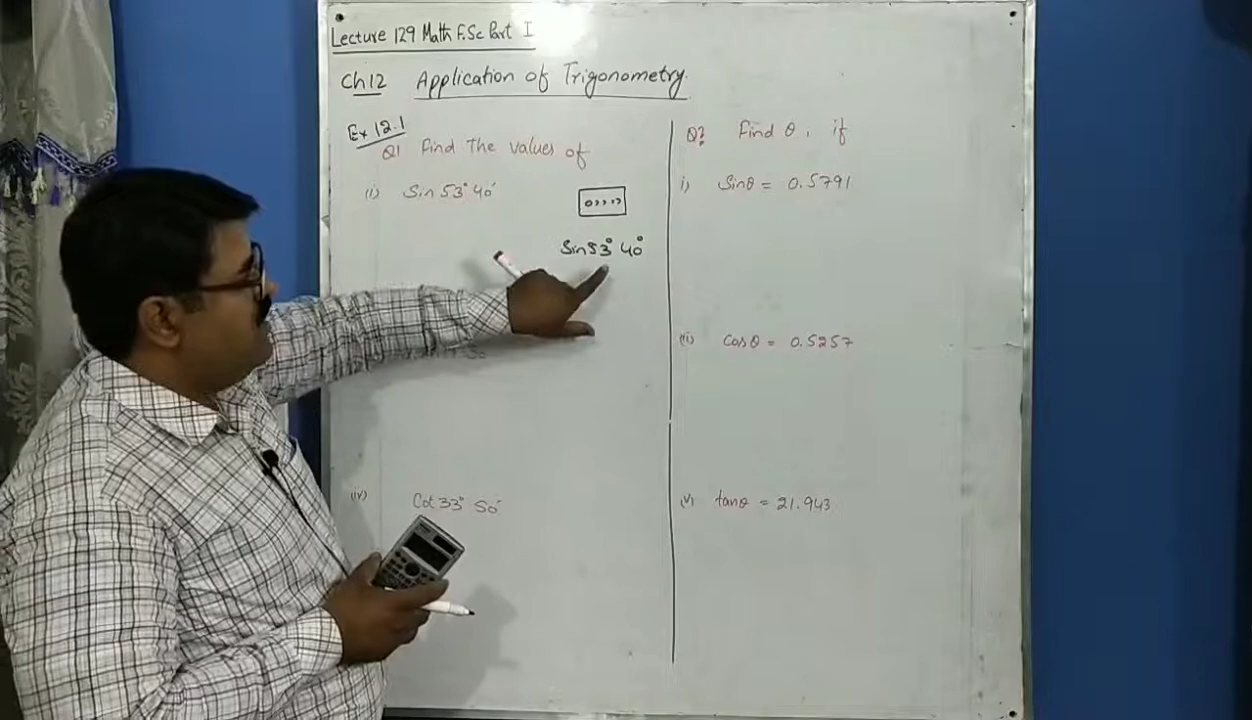 Lecture 129 Math F.Sc Part I
Ch12 Application of Trigonometry.
Ex 12.1
Q1 Find the values of
(i) Sin 53° 40'
0 , ,, ,,
Sin 53° 40°
50'
(iv) Cot 33° 50'
Q2 Find θ, if
i) Sinθ = 0.5791
(ii) Cosθ = 0.5257
(v) tanθ = 21.943